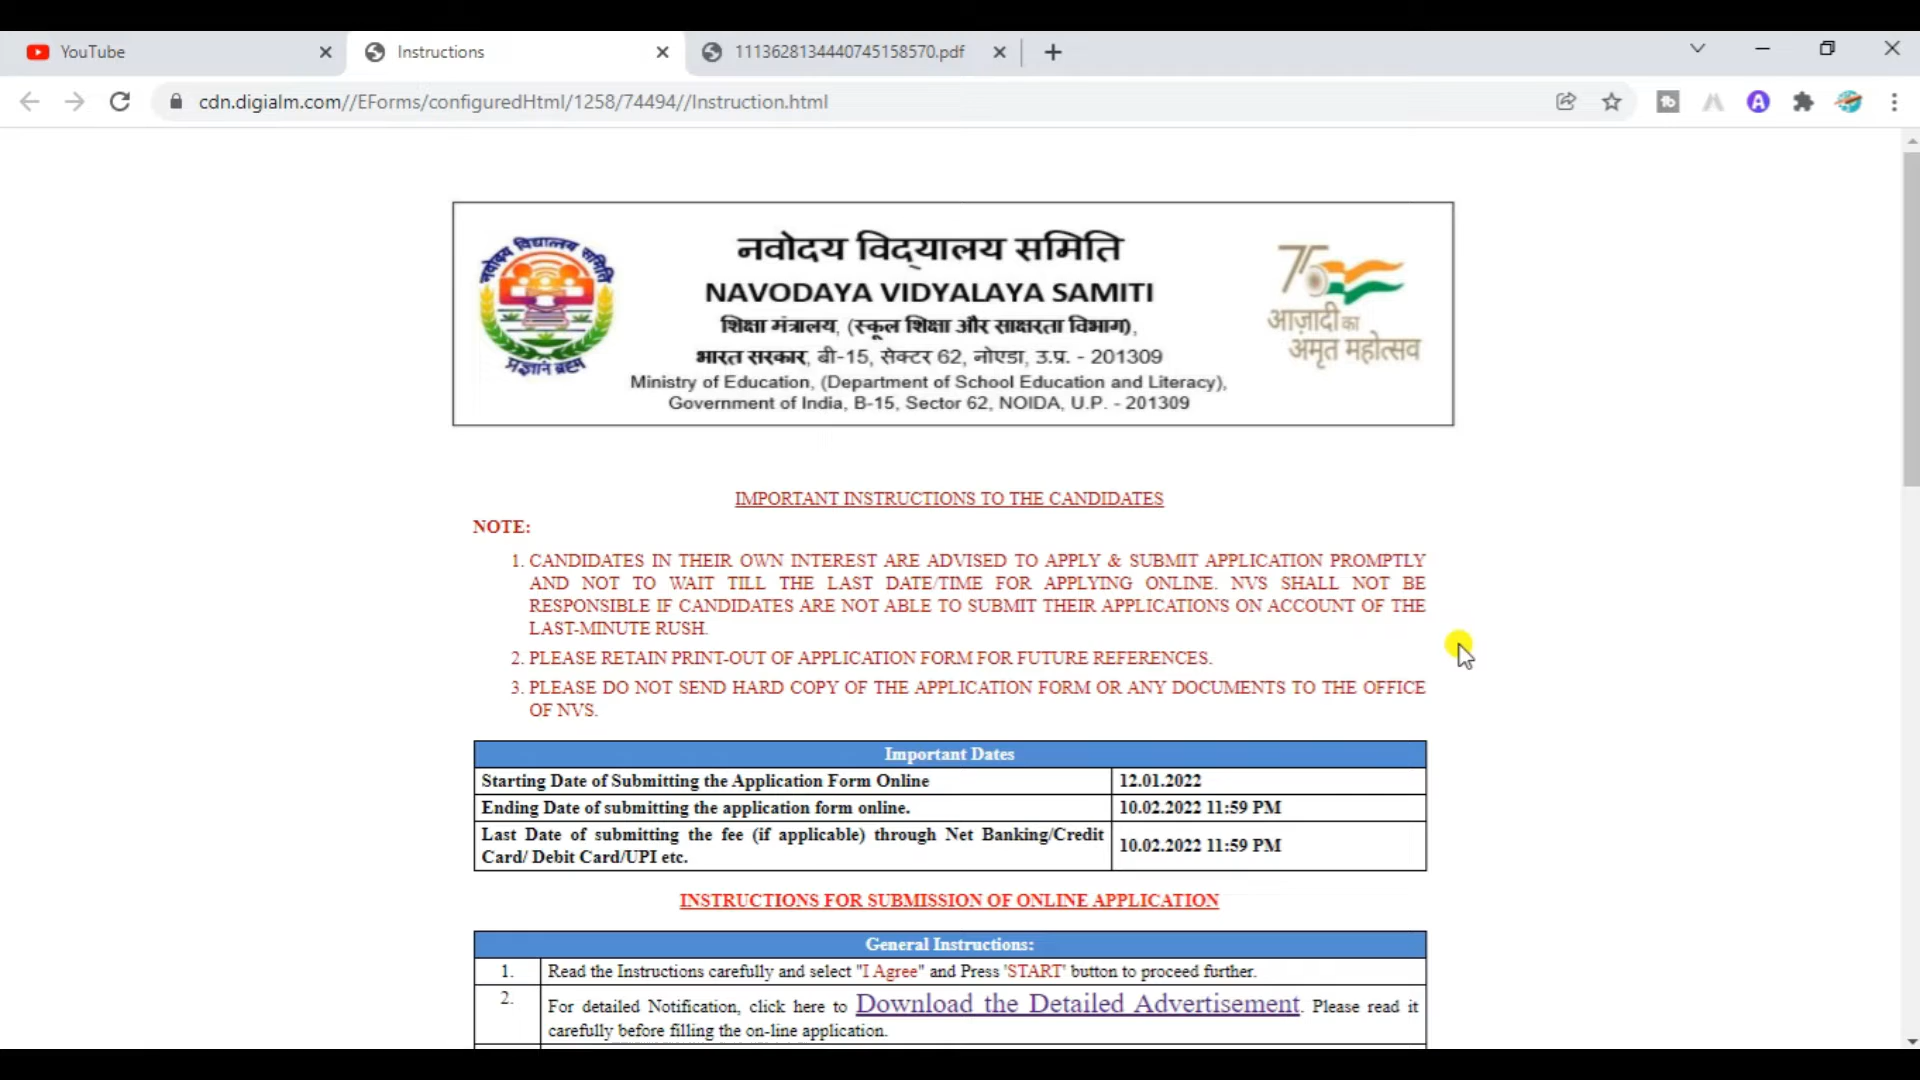 YouTube
Instructions
1113628134440745158570.pdf
cdn.digialm.com//EForms/configuredHtml/1258/74494//Instruction.html
नवोदय विद्यालय समिति
प्रज्ञानं ब्रह्म
नवोदय विद्यालय समिति
NAVODAYA VIDYALAYA SAMITI
शिक्षा मंत्रालय, (स्कूल शिक्षा और साक्षरता विभाग),
भारत सरकार, बी-15, सेक्टर 62, नोएडा, उ.प्र. - 201309
Ministry of Education, (Department of School Education and Literacy),
Government of India, B-15, Sector 62, NOIDA, U.P. - 201309
75
आज़ादी का
अमृत महोत्सव
IMPORTANT INSTRUCTIONS TO THE CANDIDATES
NOTE:
1. CANDIDATES IN THEIR OWN INTEREST ARE ADVISED TO APPLY & SUBMIT APPLICATION PROMPTLY
AND NOT TO WAIT TILL THE LAST DATE/TIME FOR APPLYING ONLINE. NVS SHALL NOT BE
RESPONSIBLE IF CANDIDATES ARE NOT ABLE TO SUBMIT THEIR APPLICATIONS ON ACCOUNT OF THE
LAST-MINUTE RUSH.
2. PLEASE RETAIN PRINT-OUT OF APPLICATION FORM FOR FUTURE REFERENCES.
3. PLEASE DO NOT SEND HARD COPY OF THE APPLICATION FORM OR ANY DOCUMENTS TO THE OFFICE
OF NVS.
Important Dates
Starting Date of Submitting the Application Form Online 12.01.2022
Ending Date of submitting the application form online. 10.02.2022 11:59 PM
Last Date of submitting the fee (if applicable) through Net Banking/Credit
Card/ Debit Card/UPI etc. 10.02.2022 11:59 PM
INSTRUCTIONS FOR SUBMISSION OF ONLINE APPLICATION
General Instructions:
1. Read the Instructions carefully and select "I Agree" and Press 'START' button to proceed further.
2. For detailed Notification, click here to Download the Detailed Advertisement. Please read it
carefully before filling the on-line application.